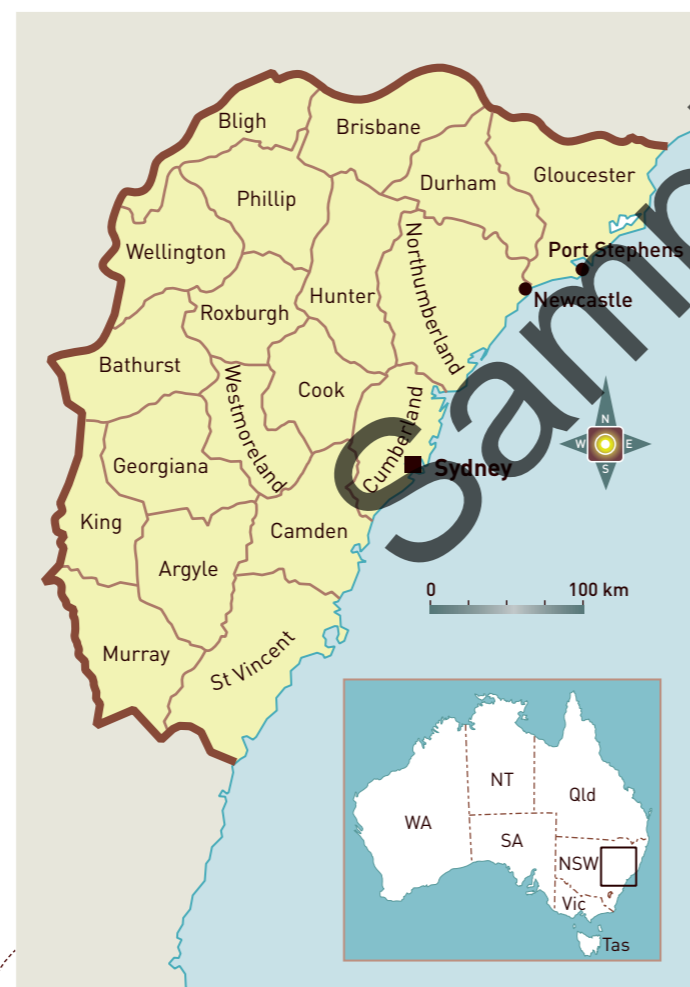 Bligh
Brisbane
Durham
Gloucester
Phillip
Northumberland
Wellington
Port Stephens
Hunter
Newcastle
Roxburgh
Bathurst
Westmoreland
Cook
Cumberland
N
W
E
S
Georgiana
Sydney
King
Camden
Argyle
0
100 km
Murray
St Vincent
NT
Qld
WA
SA
NSW
Vic
Tas